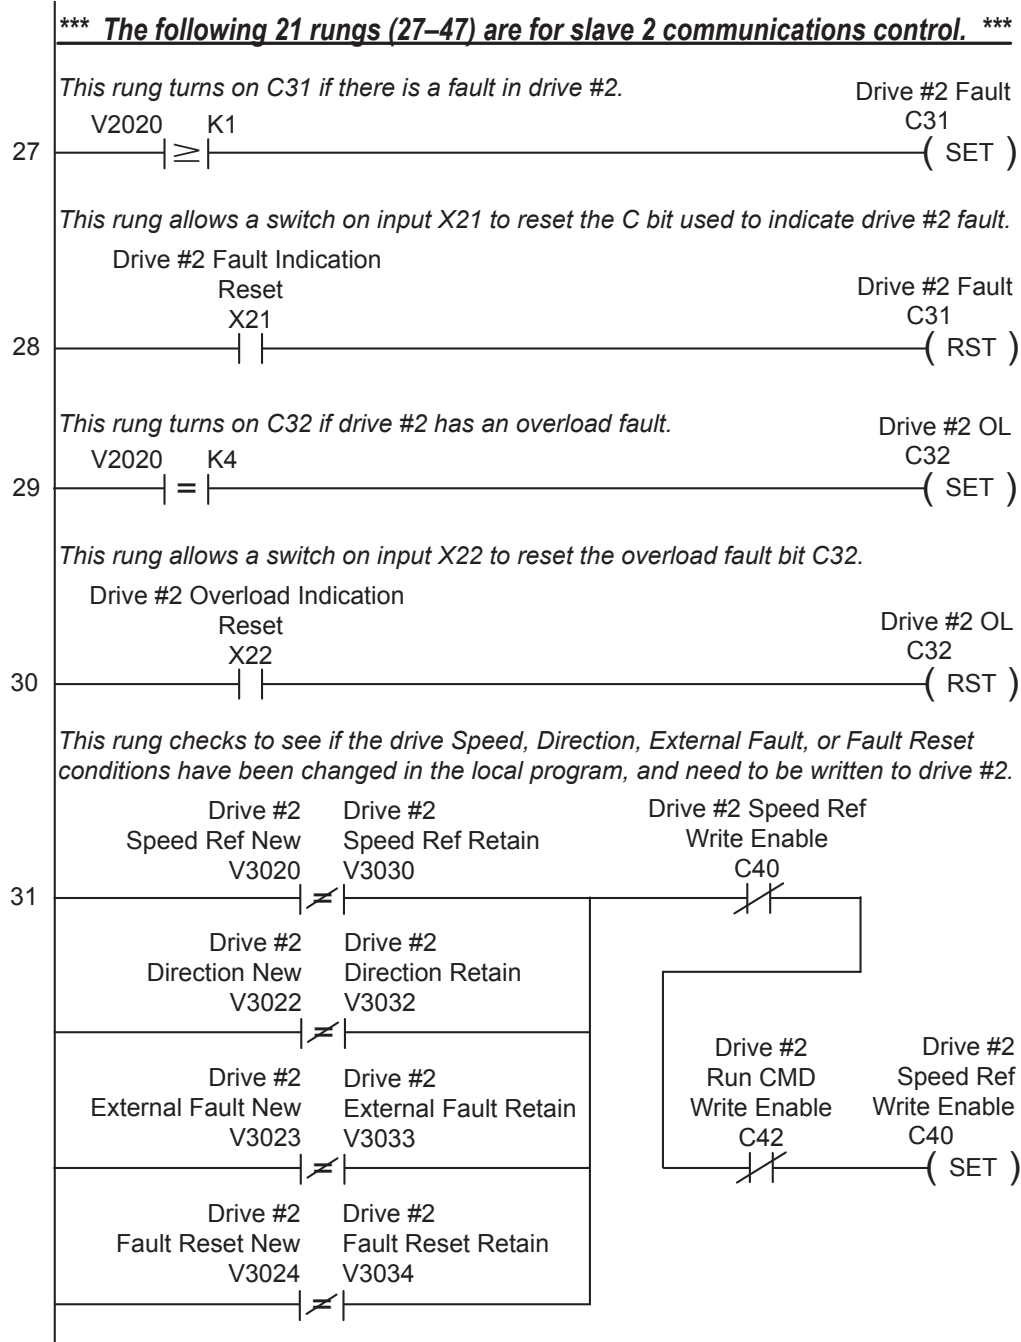 *** The following 21 rungs (27–47) are for slave 2 communications control. ***
This rung turns on C31 if there is a fault in drive #2.
Drive #2 Fault
V2020 K1
C31
27
≥
( SET )
This rung allows a switch on input X21 to reset the C bit used to indicate drive #2 fault.
Drive #2 Fault Indication
Reset
X21
Drive #2 Fault
C31
28
( RST )
This rung turns on C32 if drive #2 has an overload fault.
Drive #2 OL
V2020 K4
C32
29
=
( SET )
This rung allows a switch on input X22 to reset the overload fault bit C32.
Drive #2 Overload Indication
Reset
X22
Drive #2 OL
C32
30
( RST )
This rung checks to see if the drive Speed, Direction, External Fault, or Fault Reset
conditions have been changed in the local program, and need to be written to drive #2.
Drive #2
Speed Ref New
V3020
Drive #2
Speed Ref Retain
V3030
Drive #2 Speed Ref
Write Enable
C40
31
≠
Drive #2
Direction New
V3022
Drive #2
Direction Retain
V3032
≠
Drive #2
Run CMD
Write Enable
C42
Drive #2
Speed Ref
Write Enable
C40
( SET )
Drive #2
External Fault New
V3023
Drive #2
External Fault Retain
V3033
≠
Drive #2
Fault Reset New
V3024
Drive #2
Fault Reset Retain
V3034
≠